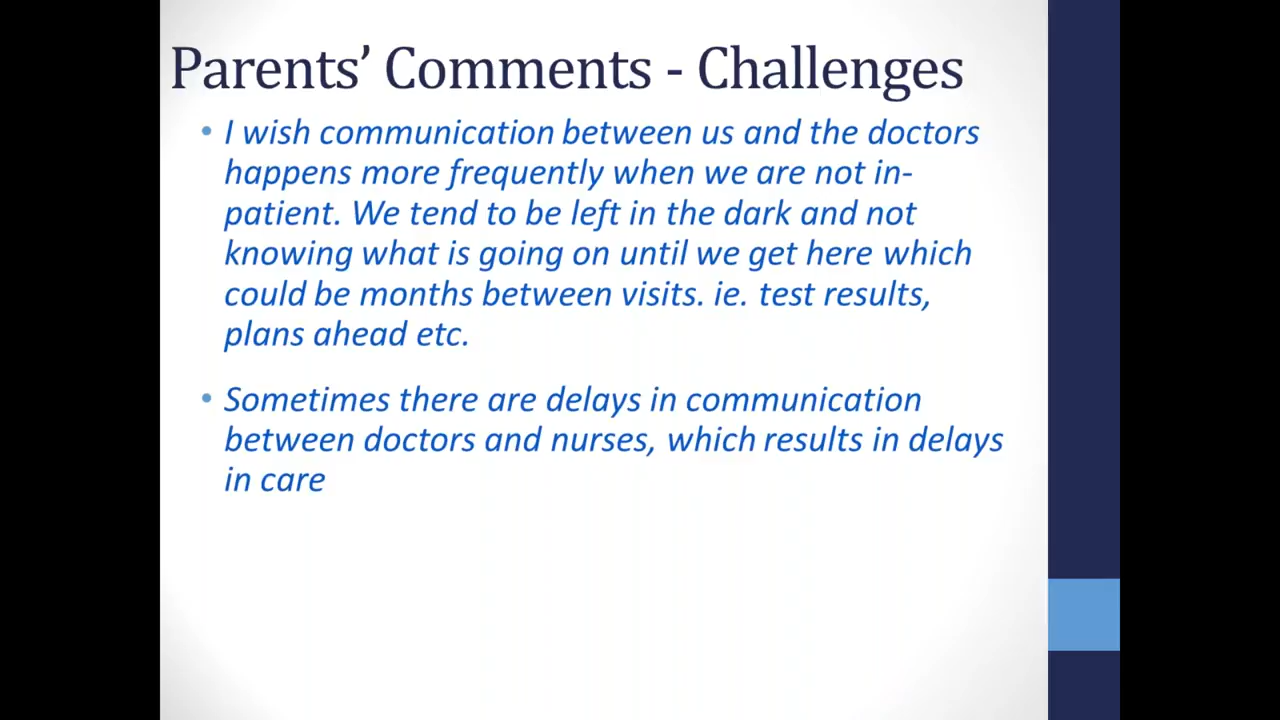 Parents’ Comments - Challenges
• I wish communication between us and the doctors
happens more frequently when we are not in-
patient. We tend to be left in the dark and not
knowing what is going on until we get here which
could be months between visits. ie. test results,
plans ahead etc.
• Sometimes there are delays in communication
between doctors and nurses, which results in delays
in care